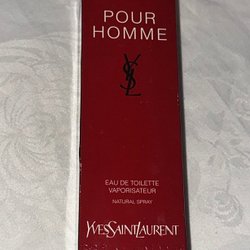 POUR
HOMME
YSL
EAU DE TOILETTE
VAPORISATEUR
NATURAL SPRAY
YVESSAINTLAURENT